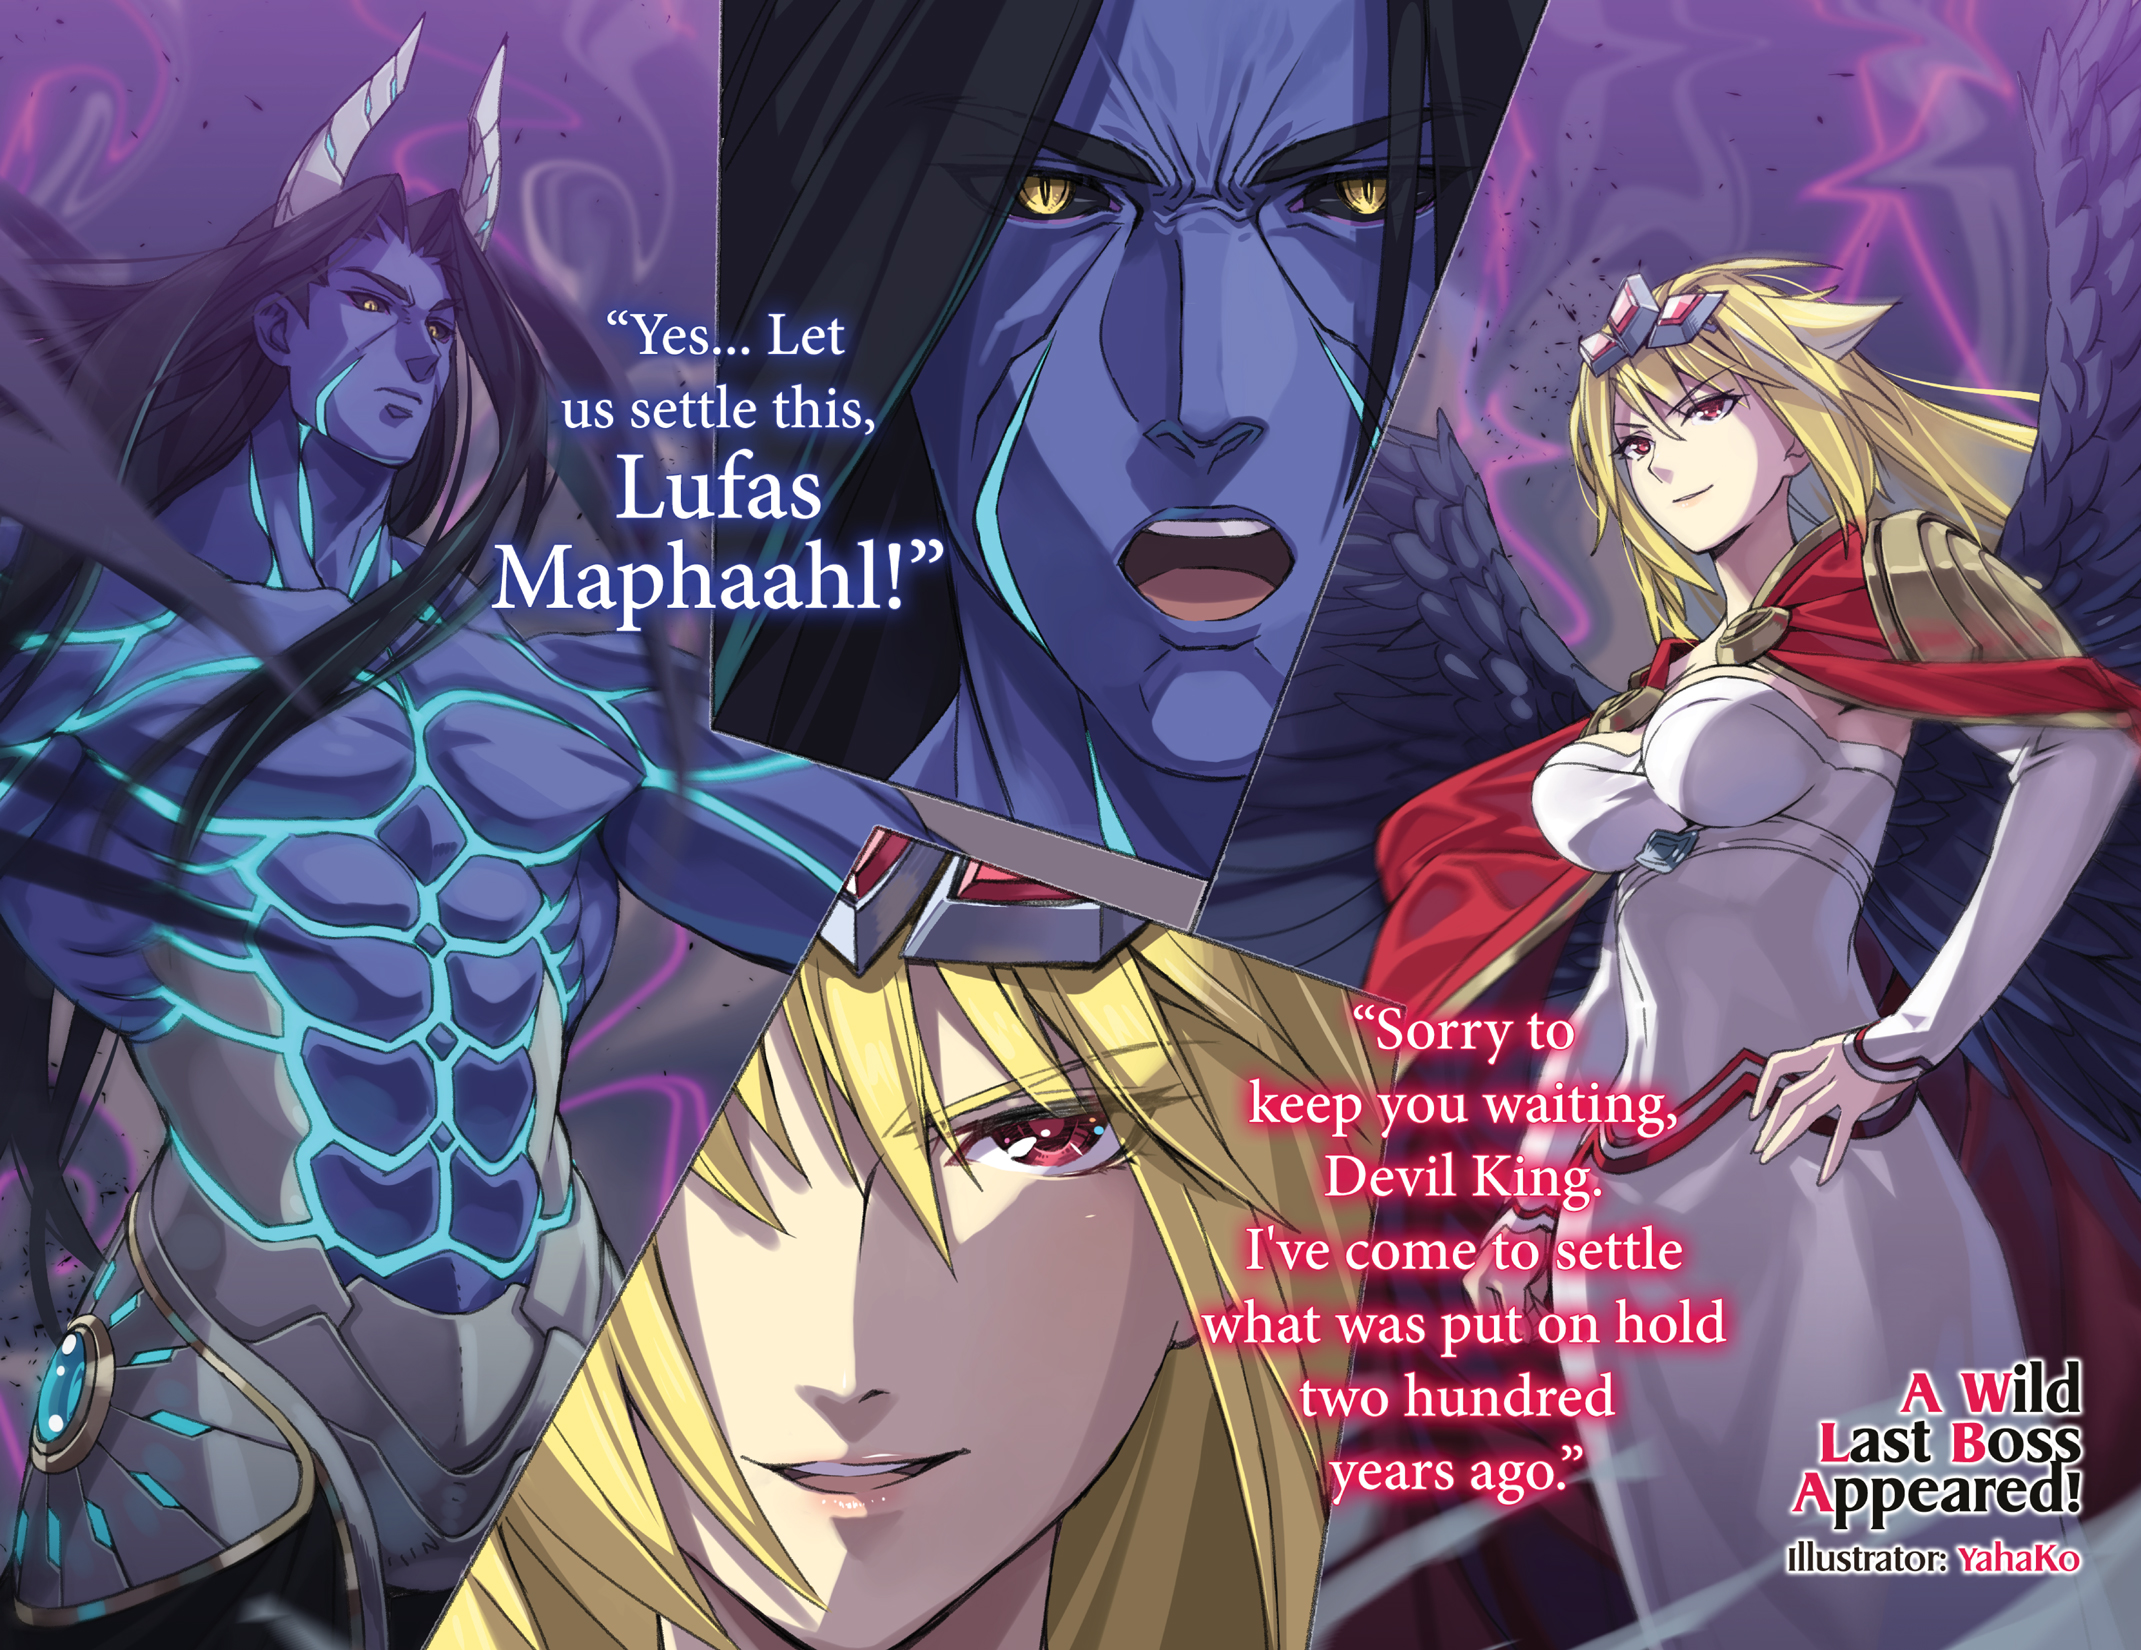 “Yes... Let
us settle this,
Lufas
Maphaahl!”
“Sorry to
keep you waiting,
Devil King.
I've come to settle
what was put on hold
two hundred
years ago.”
A Wild
Last Boss
Appeared!
Illustrator: YahaKo